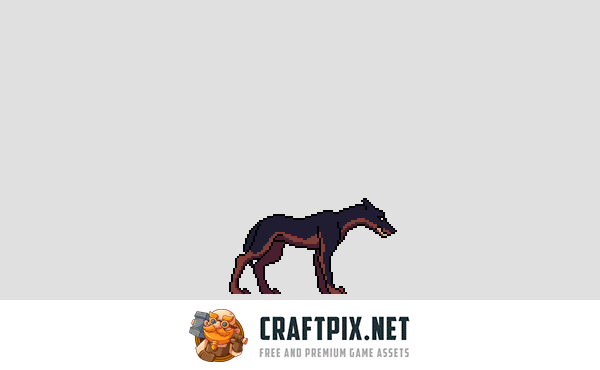 CRAFTPIX.NET
FREE AND PREMIUM GAME ASSETS